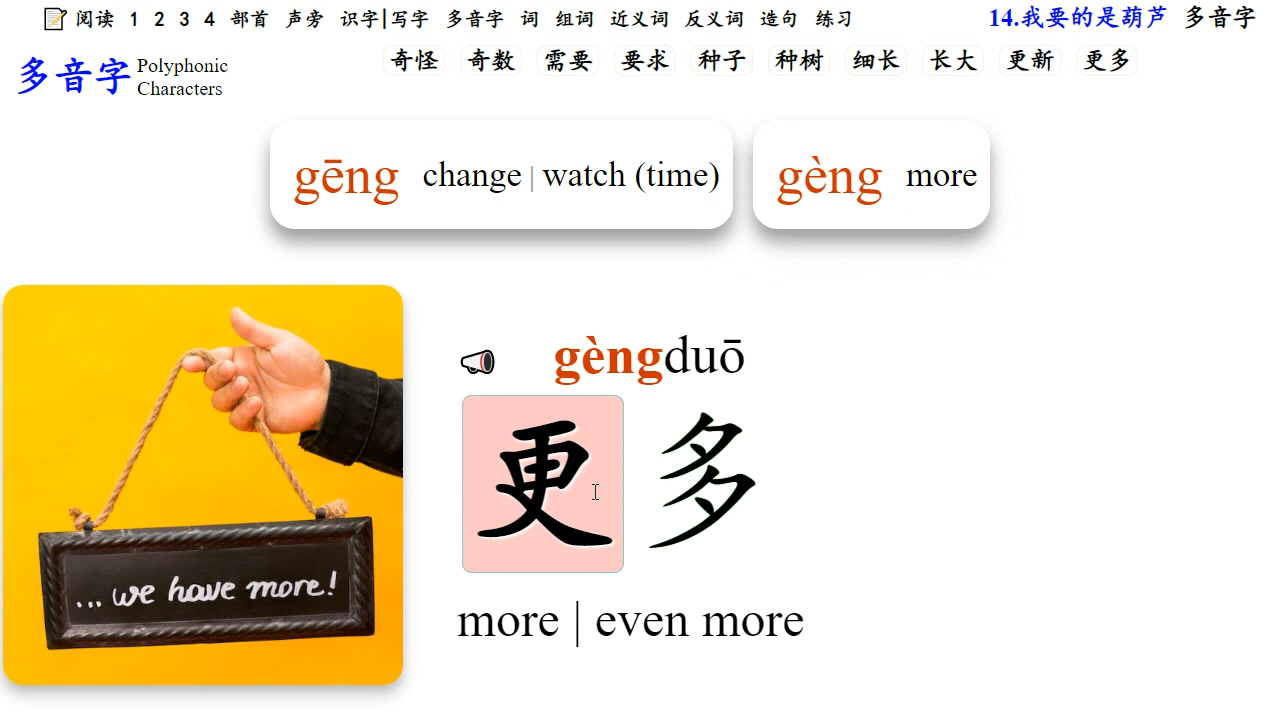 阅读 1 2 3 4 部首 声旁 识字|写字 多音字 词 组词 近义词 反义词 造句 练习 14.我要的是葫芦 多音字
多音字 Polyphonic
Characters
奇怪 奇数 需要 要求 种子 种树 细长 长大 更新 更多
gēng change | watch (time) gèng more
gèngduō
更多
more | even more
... we have more!